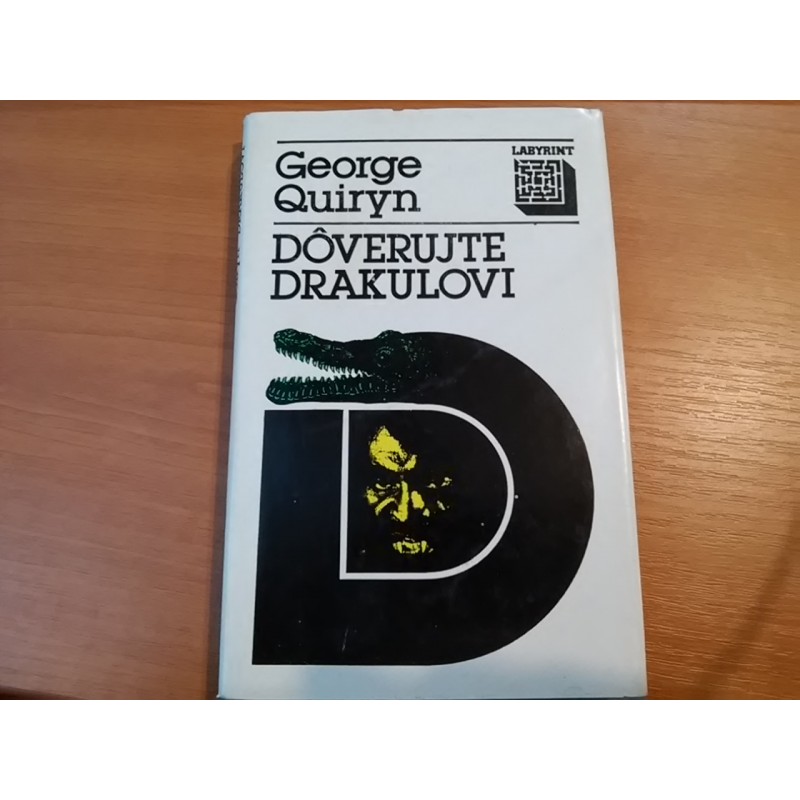 George
Quiryn
LABYRINT
DÔVERUJTE
DRAKULOVI